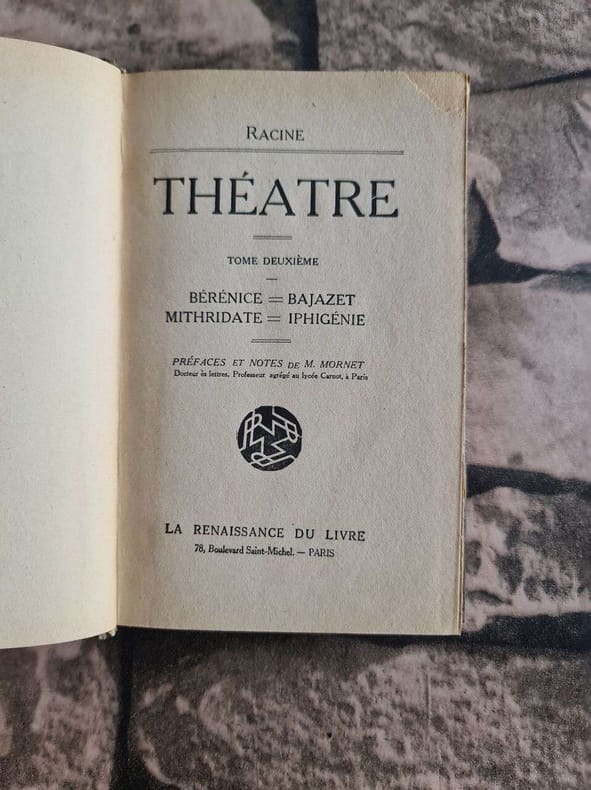 RACINE
THÉATRE
TOME DEUXIÈME
BÉRÉNICE = BAJAZET
MITHRIDATE = IPHIGÉNIE
PRÉFACES ET NOTES DE M. MORNET
Docteur ès lettres, Professeur agrégé au lycée Carnot, à Paris
LA RENAISSANCE DU LIVRE
78, Boulevard Saint-Michel. — PARIS